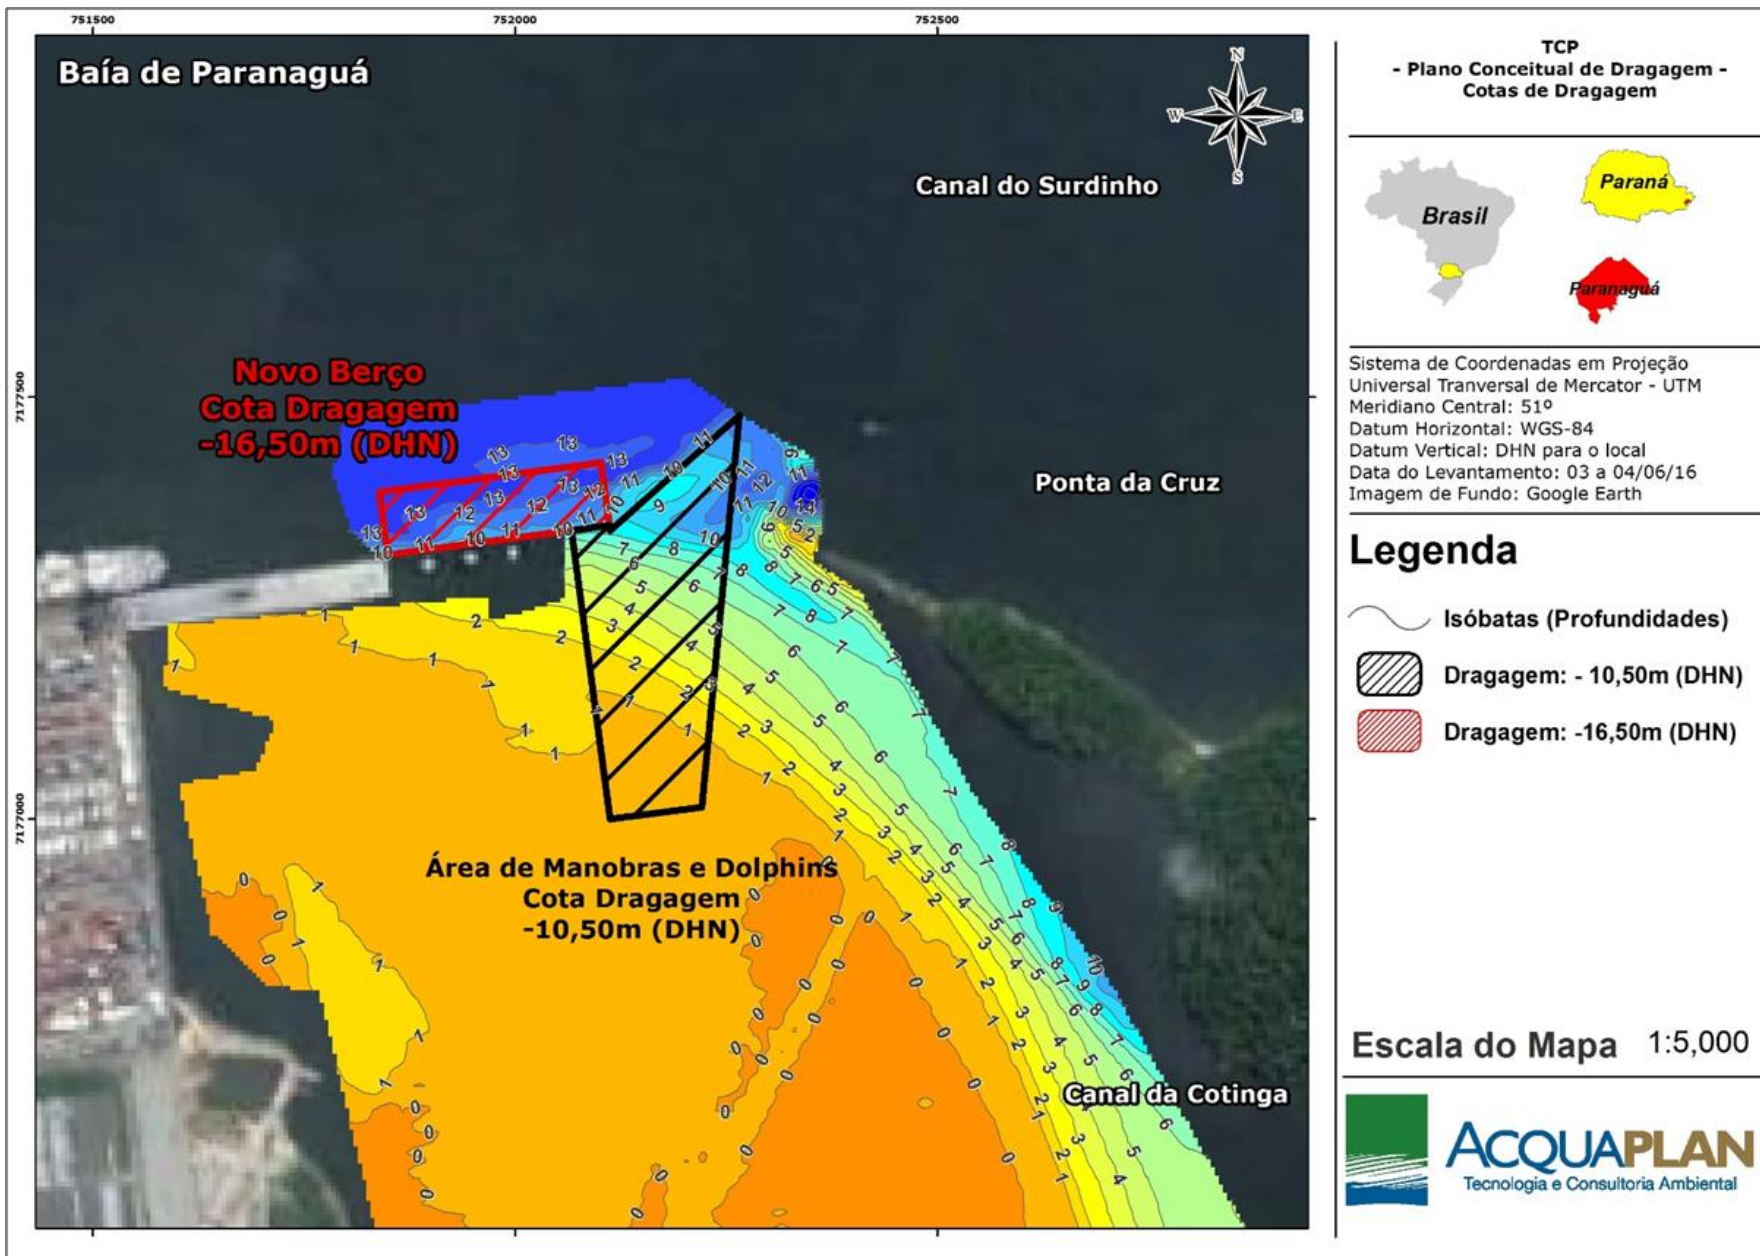 751500
752000
752500
Baía de Paranaguá
N
W
E
S
Canal do Surdinho
7177500
Novo Berço
Cota Dragagem
-16,50m (DHN)
Ponta da Cruz
7177000
Área de Manobras e Dolphins
Cota Dragagem
-10,50m (DHN)
Canal da Cotinga
TCP
- Plano Conceitual de Dragagem -
Cotas de Dragagem
Brasil
Paraná
Paranaguá
Sistema de Coordenadas em Projeção
Universal Tranversal de Mercator - UTM
Meridiano Central: 51º
Datum Horizontal: WGS-84
Datum Vertical: DHN para o local
Data do Levantamento: 03 a 04/06/16
Imagem de Fundo: Google Earth
Legenda
Isóbatas (Profundidades)
Dragagem: - 10,50m (DHN)
Dragagem: -16,50m (DHN)
Escala do Mapa 1:5,000
ACQUAPLAN
Tecnologia e Consultoria Ambiental